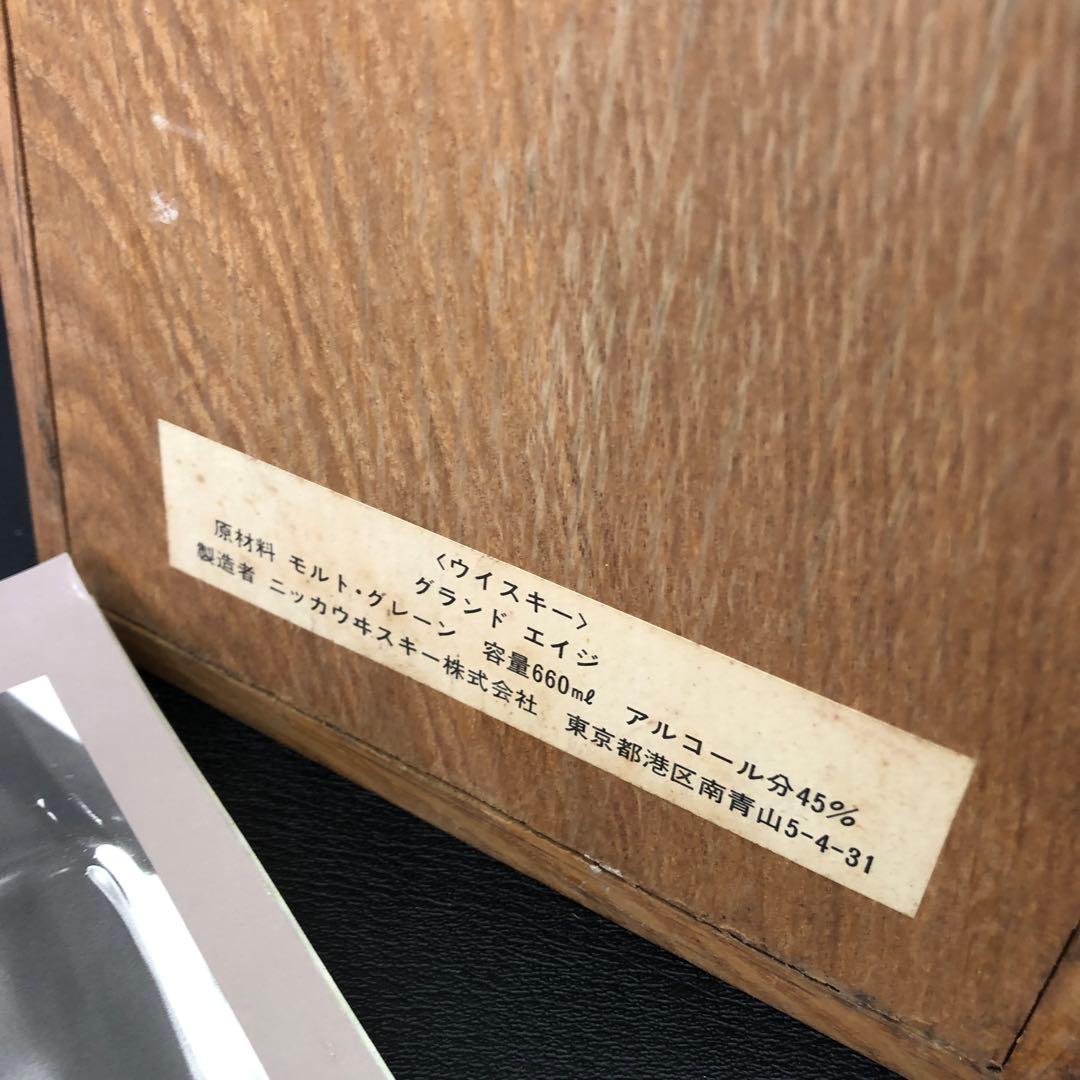 〈ウイスキー〉
グランド エイジ
原材料 モルト・グレーン 容量660mℓ アルコール分45%
製造者 ニッカウヰスキー株式会社 東京都港区南青山5-4-31